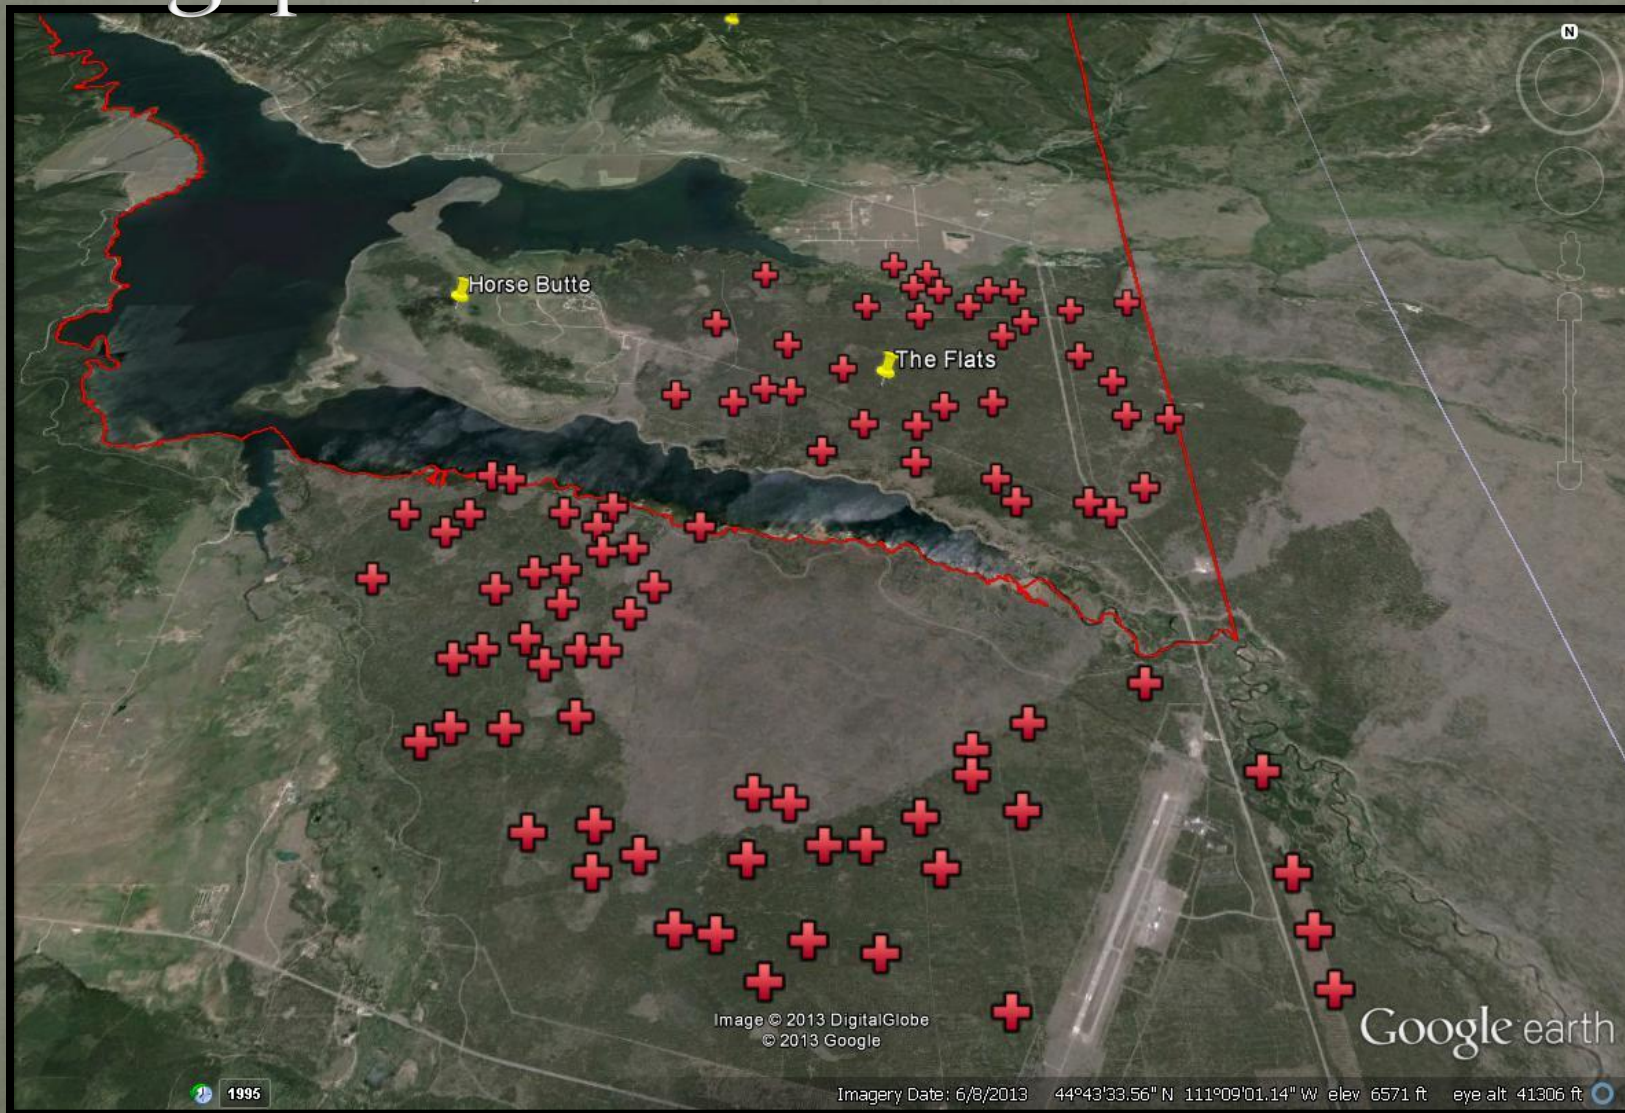 N
Horse Butte
The Flats
Image © 2013 DigitalGlobe
© 2013 Google
Google earth
1995
Imagery Date: 6/8/2013 44°43'33.56" N 111°09'01.14" W elev 6571 ft eye alt 41306 ft